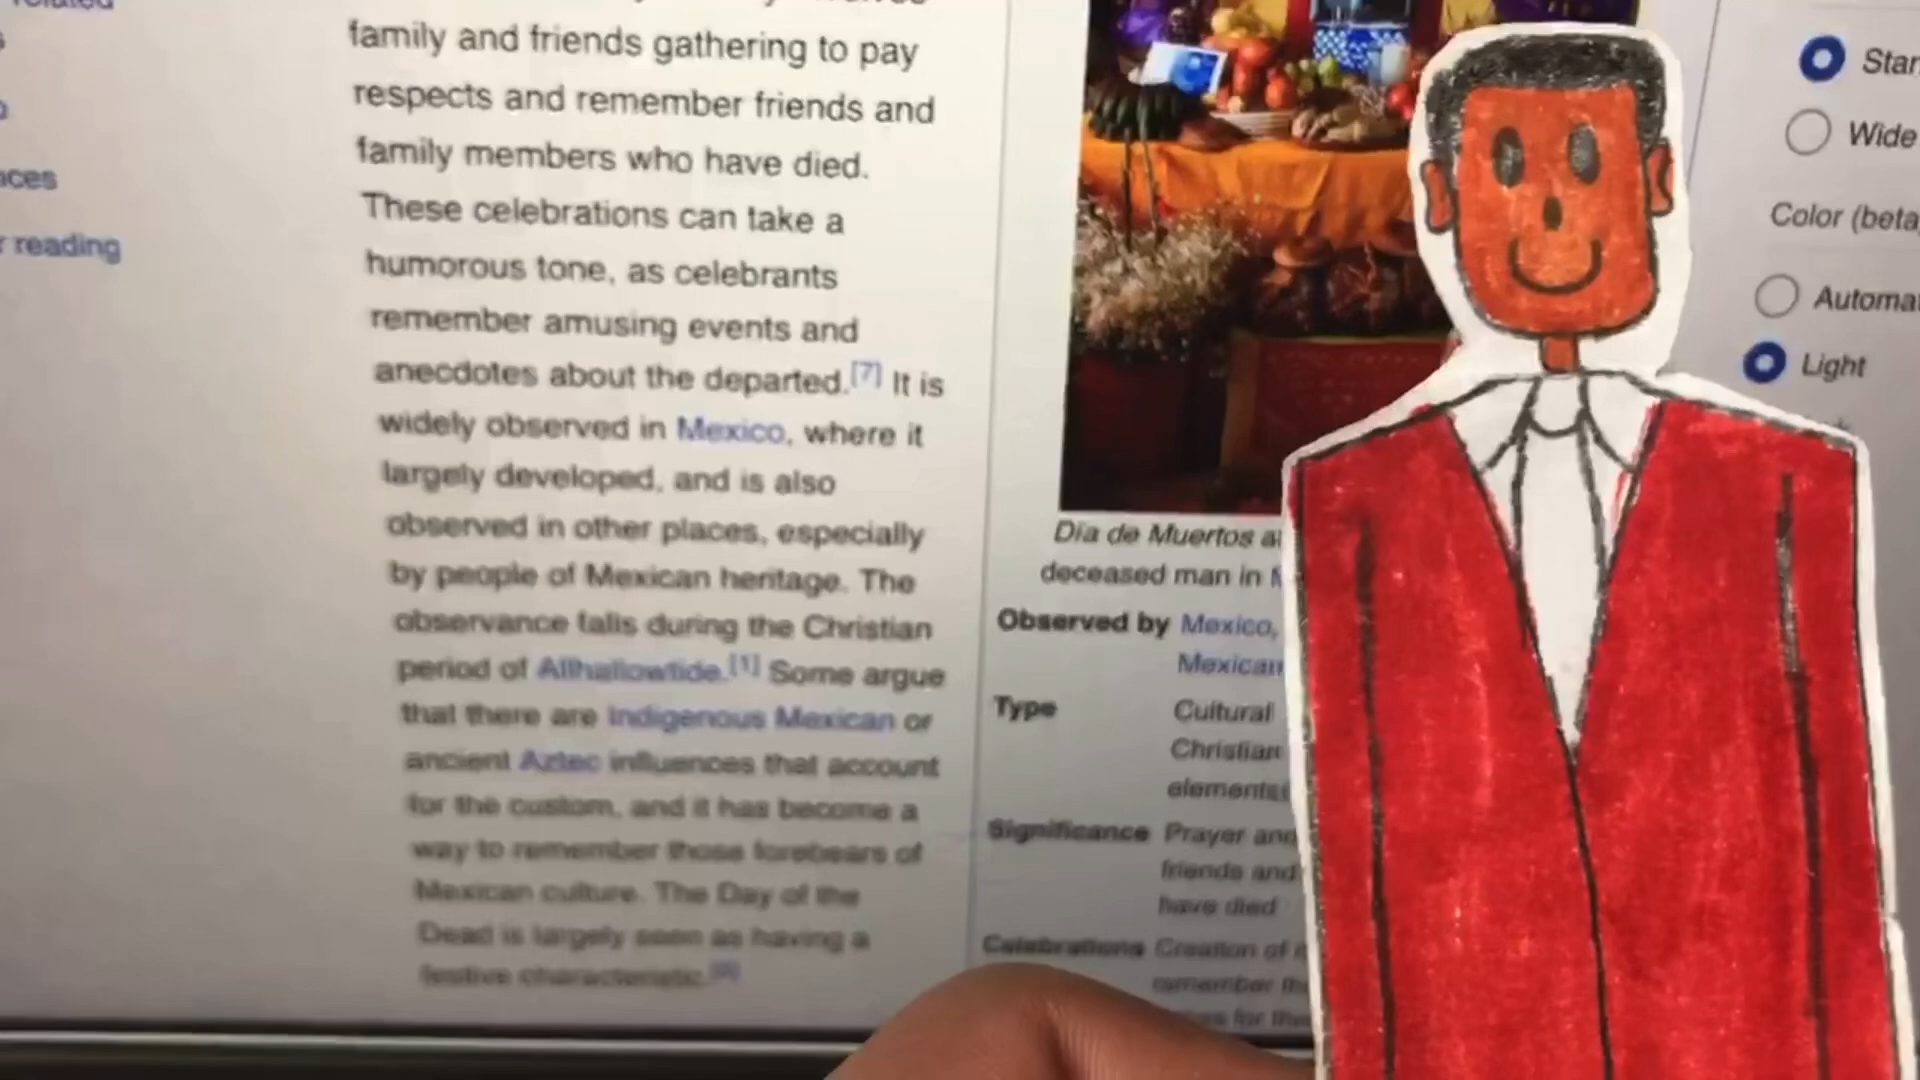 family and friends gathering to pay
respects and remember friends and
family members who have died.
These celebrations can take a
humorous tone, as celebrants
remember amusing events and
anecdotes about the departed.[7] It is
widely observed in Mexico, where it
largely developed, and is also
observed in other places, especially
by people of Mexican heritage. The
observance falls during the Christian
period of Allhallowtide.[1] Some argue
that there are Indigenous Mexican or
ancient Aztec influences that account
for the custom, and it has become a
way to remember those forebears of
Mexican culture. The Day of the
Dead is largely seen as having a
festive characteristic.
r reading
Día de Muertos
deceased man in
Observed by Mexico,
Mexican
Type Cultural
Christian
elements
Significance Prayer and
friends and
have died
Celebrations Creation of
remember
for
Wide
Color (beta
Light